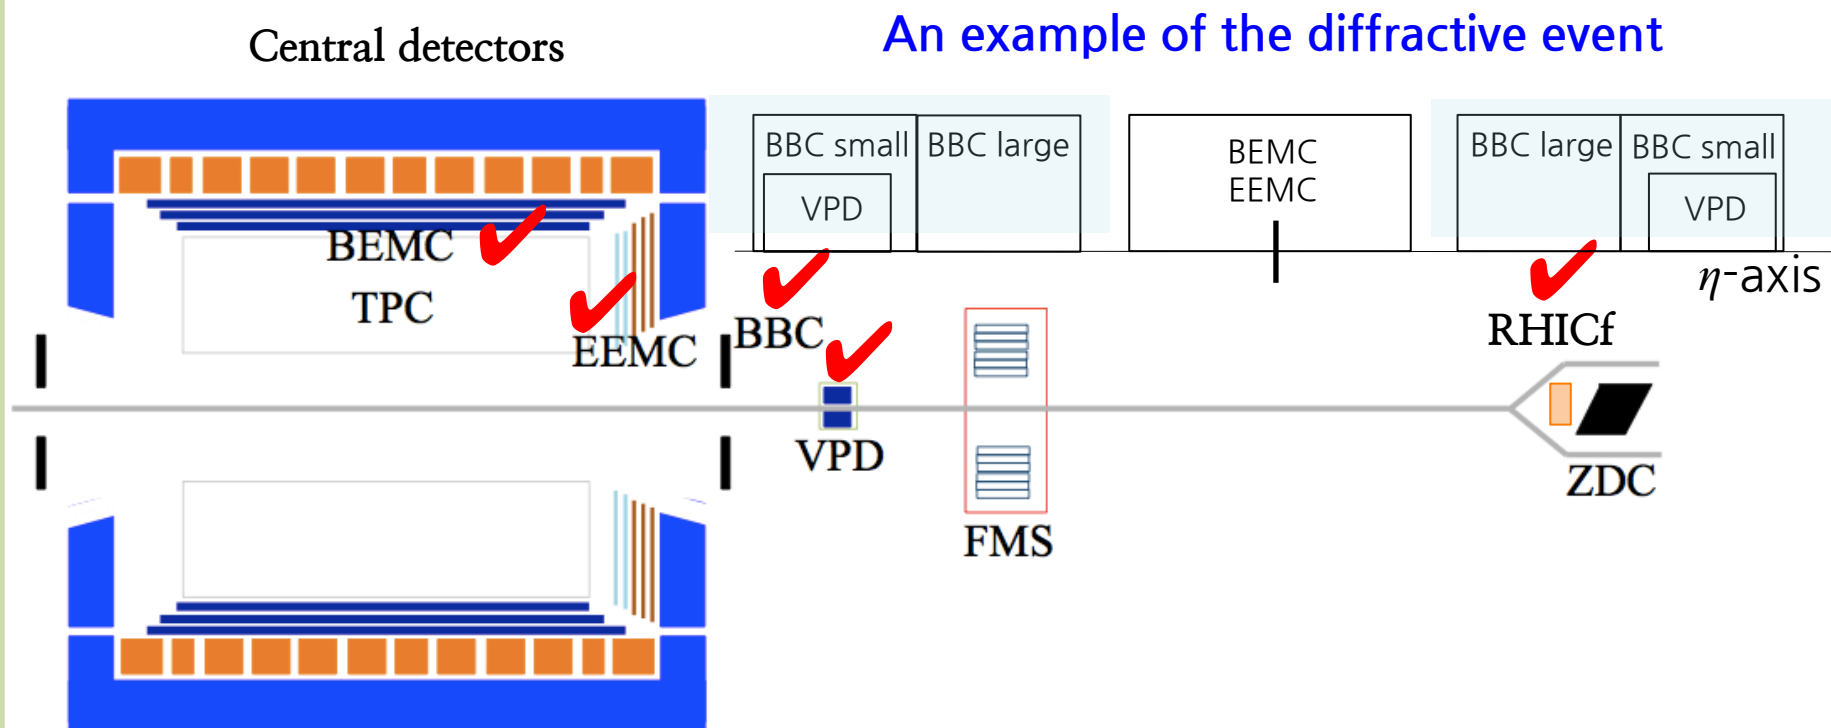 Central detectors
An example of the diffractive event
BBC small
BBC large
VPD
BEMC
EEMC
BBC large
BBC small
VPD
η-axis
BEMC
TPC
EEMC
BBC
VPD
FMS
RHICf
ZDC